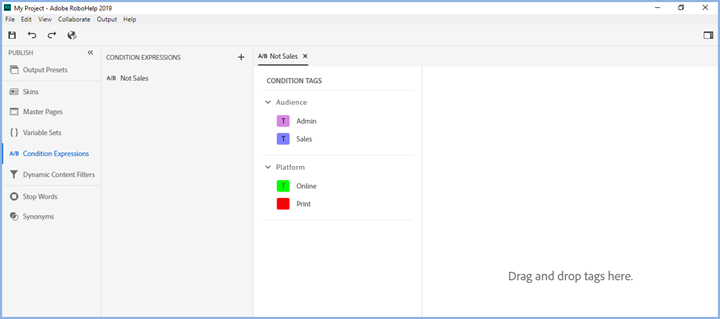 My Project - Adobe RoboHelp 2019
File Edit View Collaborate Output Help
PUBLISH
Output Presets
Skins
Master Pages
{ } Variable Sets
A/B Condition Expressions
Dynamic Content Filters
Stop Words
Synonyms
CONDITION EXPRESSIONS
A/B Not Sales
A/B Not Sales
CONDITION TAGS
Audience
T Admin
T Sales
Platform
T Online
Print
Drag and drop tags here.